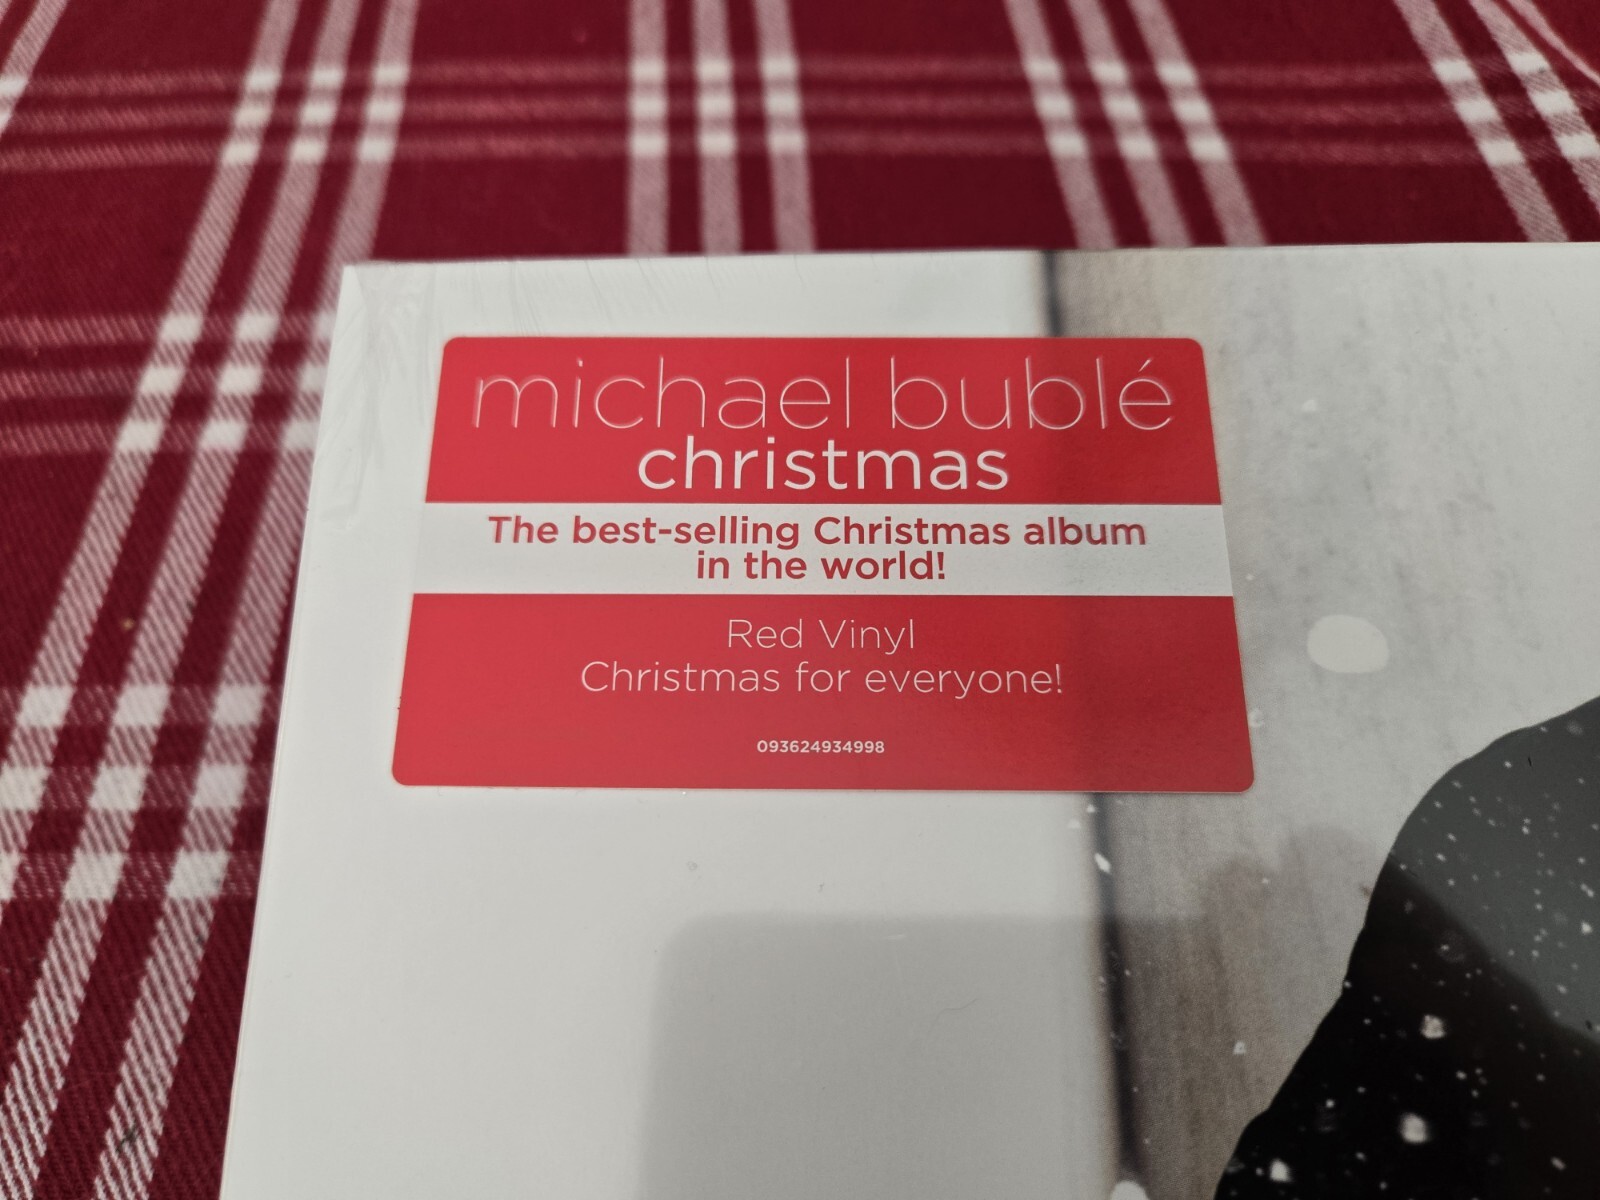 michael bublé
christmas
The best-selling Christmas album
in the world!
Red Vinyl
Christmas for everyone!
093624934998